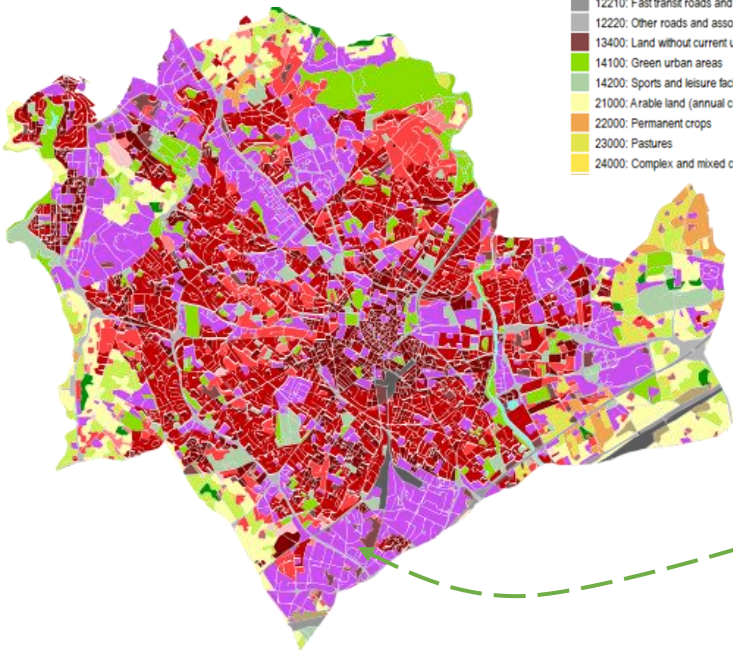 12210: Fast transit roads and
12220: Other roads and asso
13400: Land without current u
14100: Green urban areas
14200: Sports and leisure faci
21000: Arable land (annual c
22000: Permanent crops
23000: Pastures
24000: Complex and mixed c